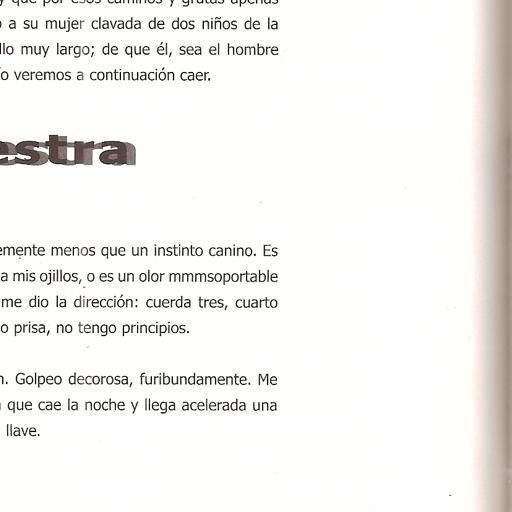 y que por esos caminos y grutas apenas
a su mujer clavada de dos niños de la
llo muy largo; de que él, sea el hombre
veremos a continuación caer.
estra
emente menos que un instinto canino. Es
a mis ojillos, o es un olor mmmsoportable
me dio la dirección: cuerda tres, cuarto
o prisa, no tengo principios.
n. Golpeo decorosa, furibundamente. Me
que cae la noche y llega acelerada una
llave.